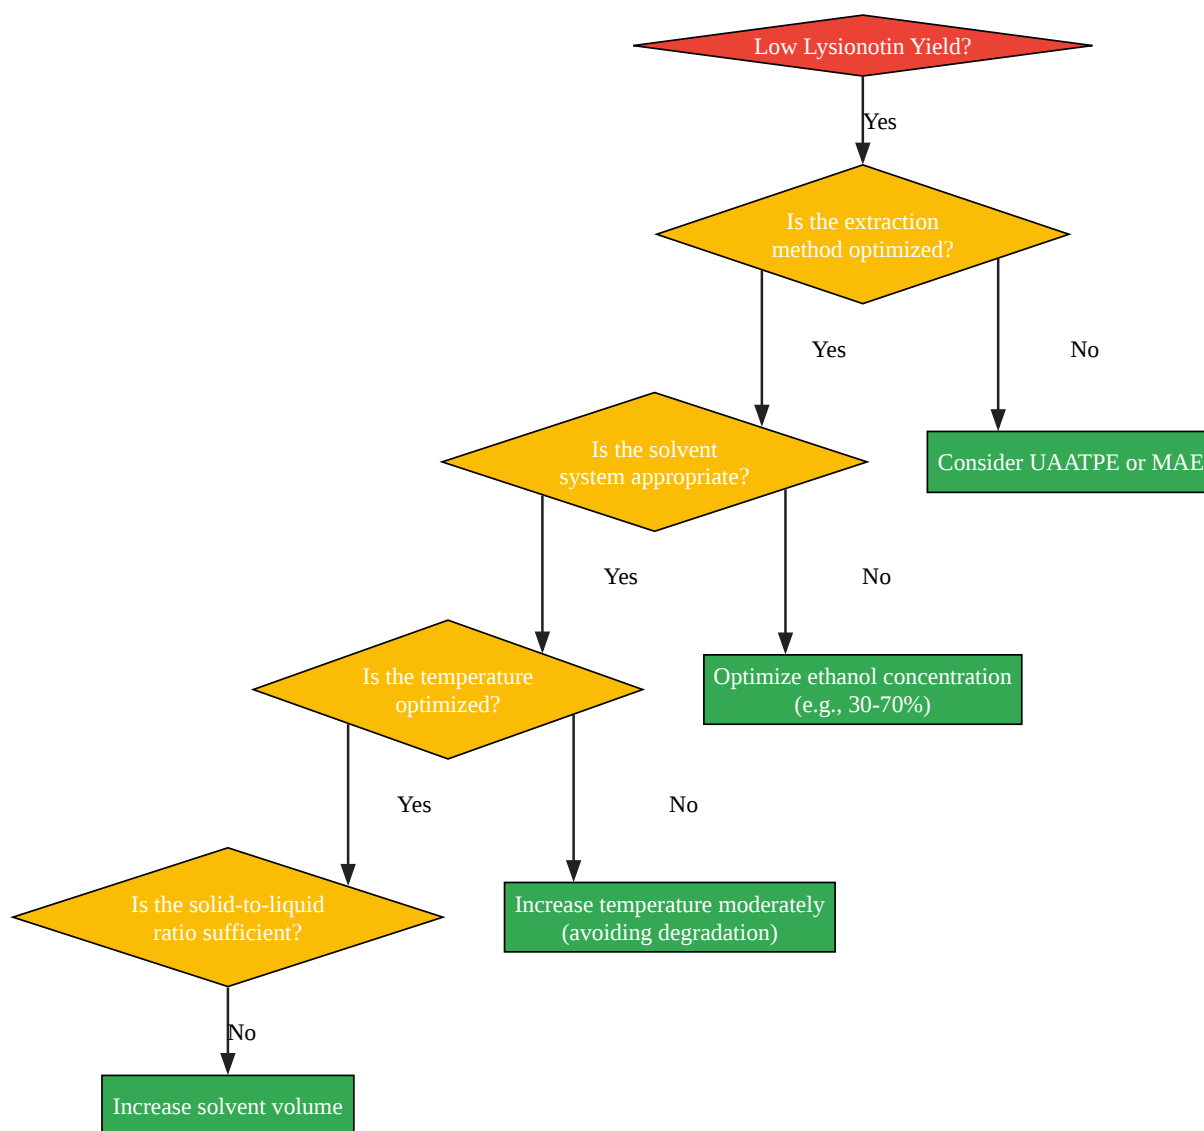 Low Lysionotin Yield?
Yes
Is the extraction
method optimized?
Yes
No
Is the solvent
system appropriate?
Consider UAATPE or MAE
Yes
No
Is the temperature
optimized?
Optimize ethanol concentration
(e.g., 30-70%)
Yes
No
Is the solid-to-liquid
ratio sufficient?
Increase temperature moderately
(avoiding degradation)
No
Increase solvent volume